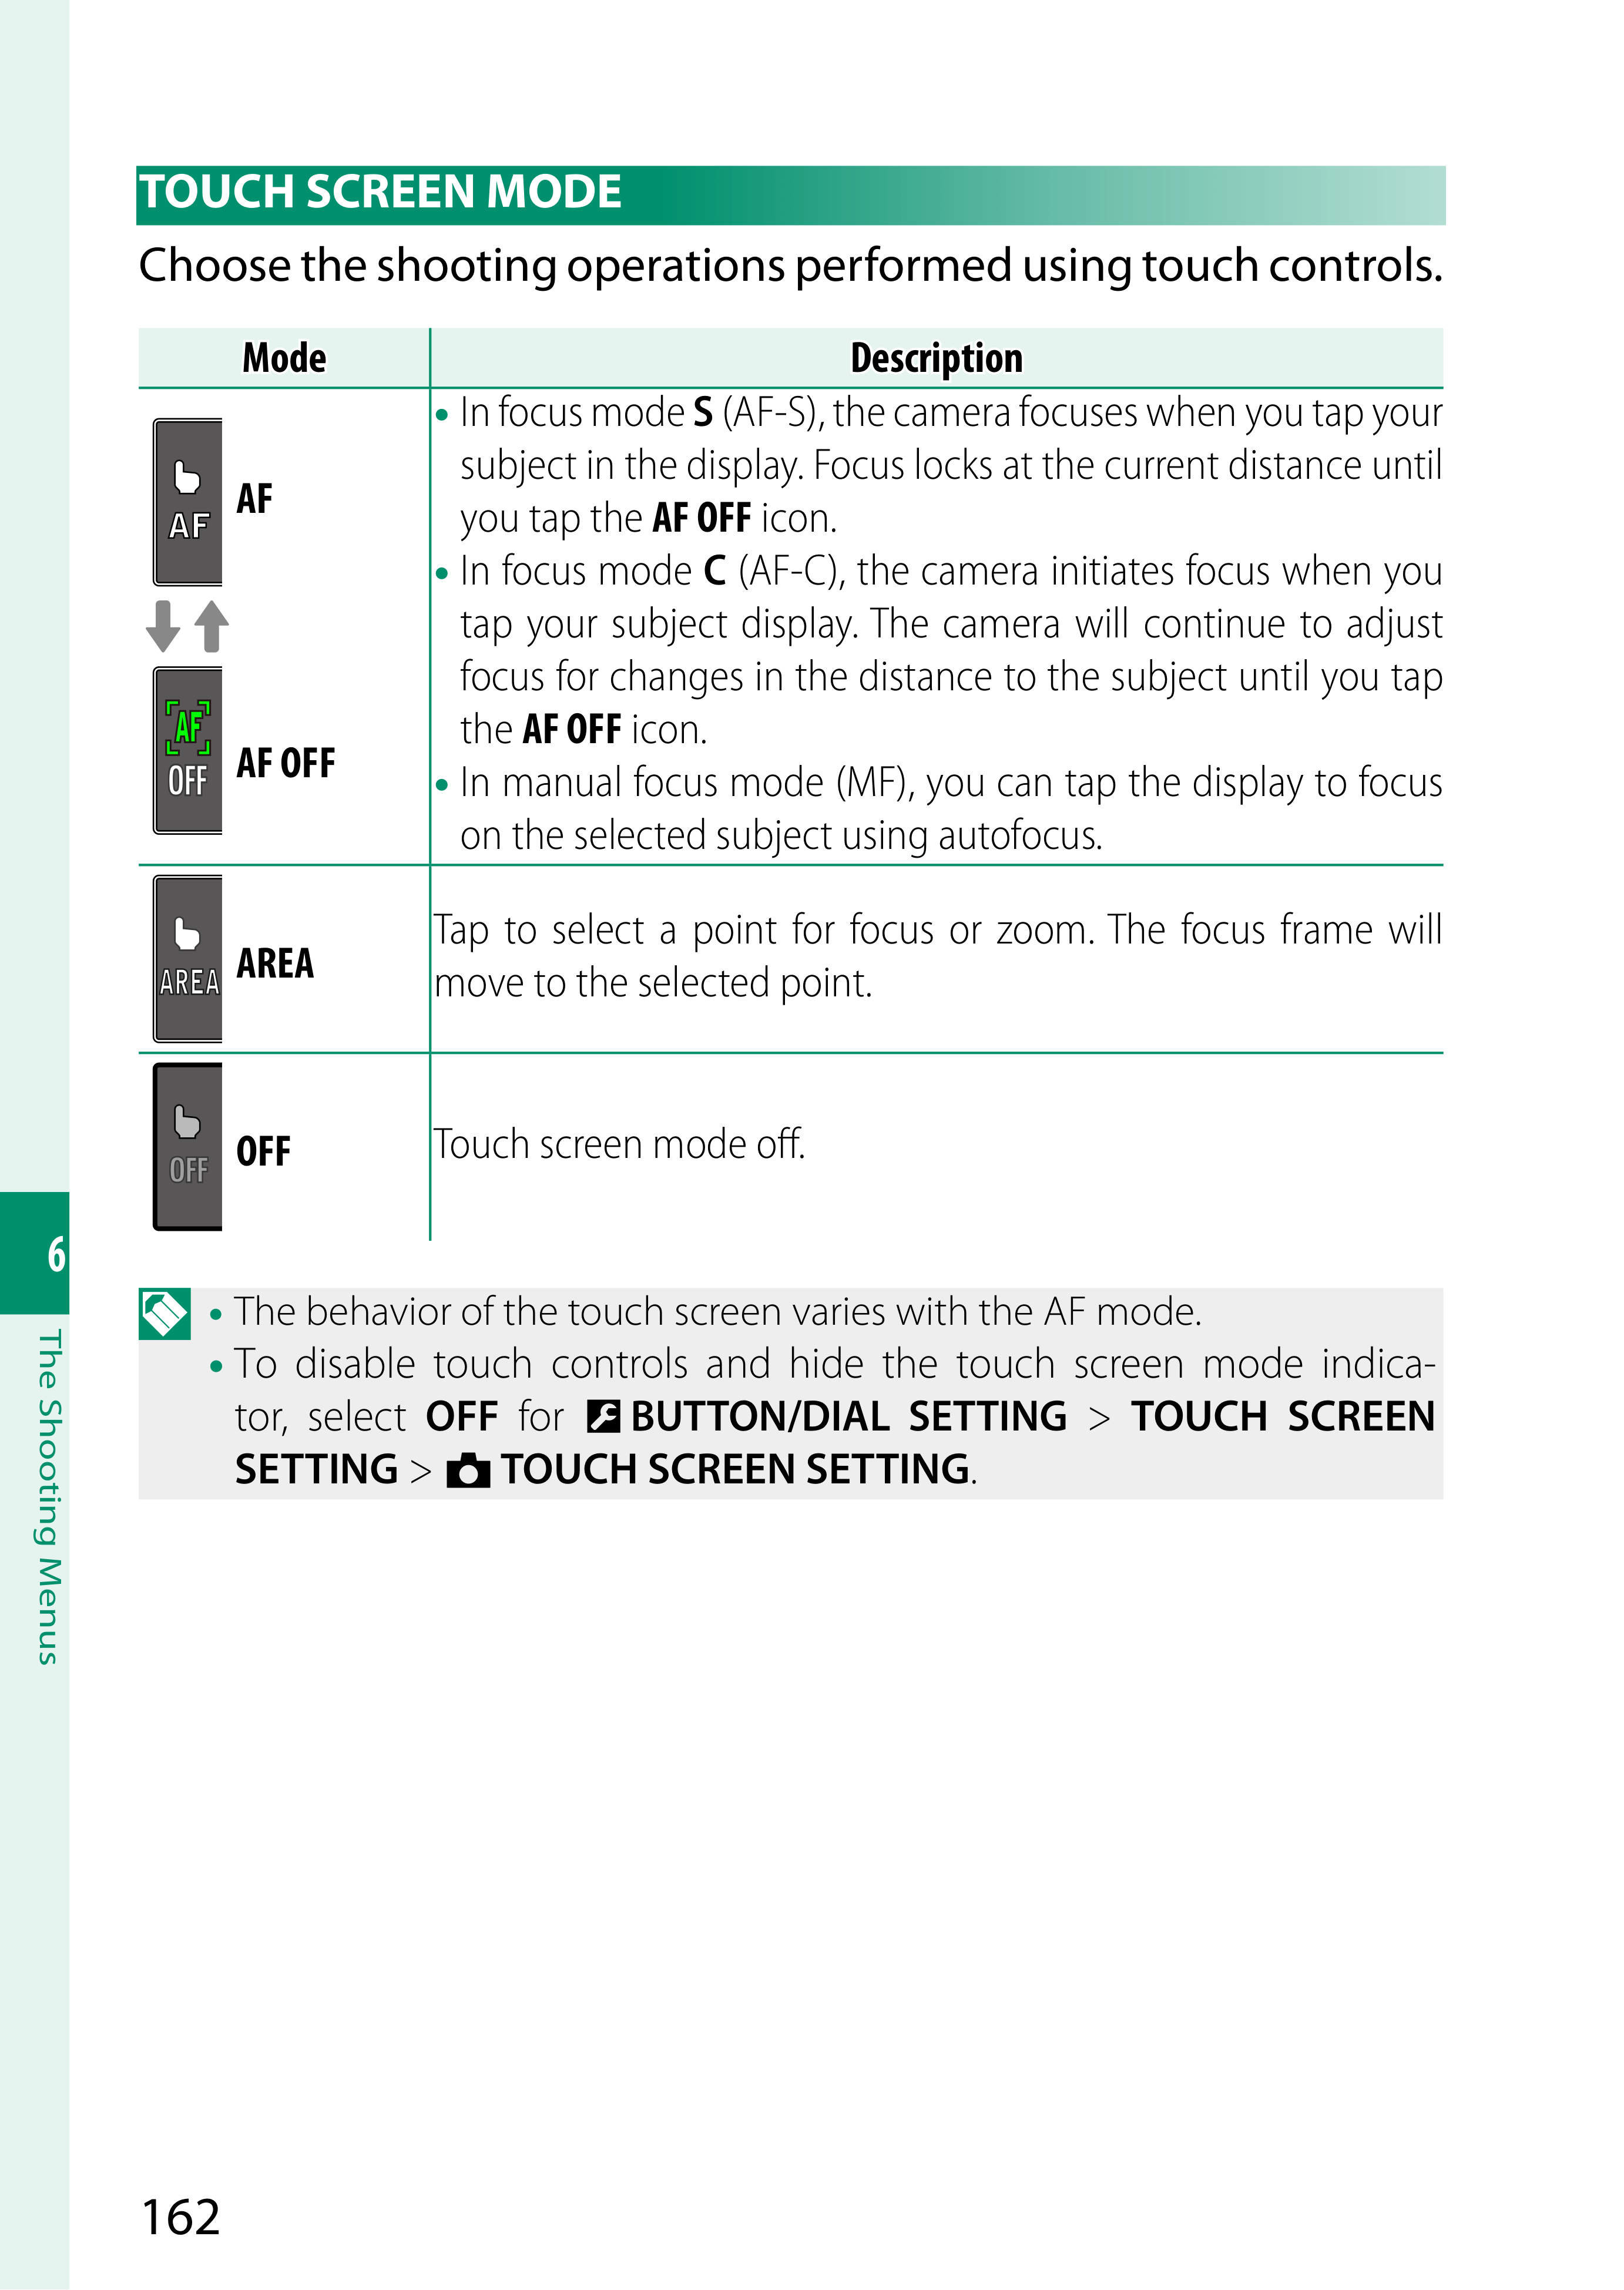 TOUCH SCREEN MODE
Choose the shooting operations performed using touch controls.
Mode
Description
AF
AF
AF
OFF
AF OFF
• In focus mode S (AF-S), the camera focuses when you tap your
subject in the display. Focus locks at the current distance until
you tap the AF OFF icon.
• In focus mode C (AF-C), the camera initiates focus when you
tap your subject display. The camera will continue to adjust
focus for changes in the distance to the subject until you tap
the AF OFF icon.
• In manual focus mode (MF), you can tap the display to focus
on the selected subject using autofocus.
AREA
AREA
Tap to select a point for focus or zoom. The focus frame will
move to the selected point.
OFF
OFF
Touch screen mode off.
• The behavior of the touch screen varies with the AF mode.
• To disable touch controls and hide the touch screen mode indica-
tor, select OFF for BUTTON/DIAL SETTING > TOUCH SCREEN
SETTING > TOUCH SCREEN SETTING.
6
The Shooting Menus
162